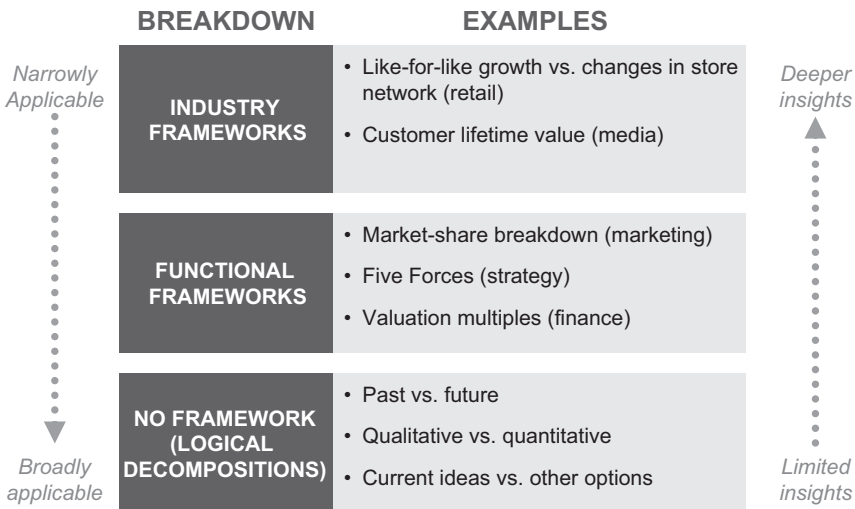 BREAKDOWN
EXAMPLES
Narrowly
Applicable
INDUSTRY
FRAMEWORKS
• Like-for-like growth vs. changes in store
network (retail)
• Customer lifetime value (media)
Deeper
insights
FUNCTIONAL
FRAMEWORKS
• Market-share breakdown (marketing)
• Five Forces (strategy)
• Valuation multiples (finance)
NO FRAMEWORK
(LOGICAL
DECOMPOSITIONS)
• Past vs. future
• Qualitative vs. quantitative
• Current ideas vs. other options
Broadly
applicable
Limited
insights